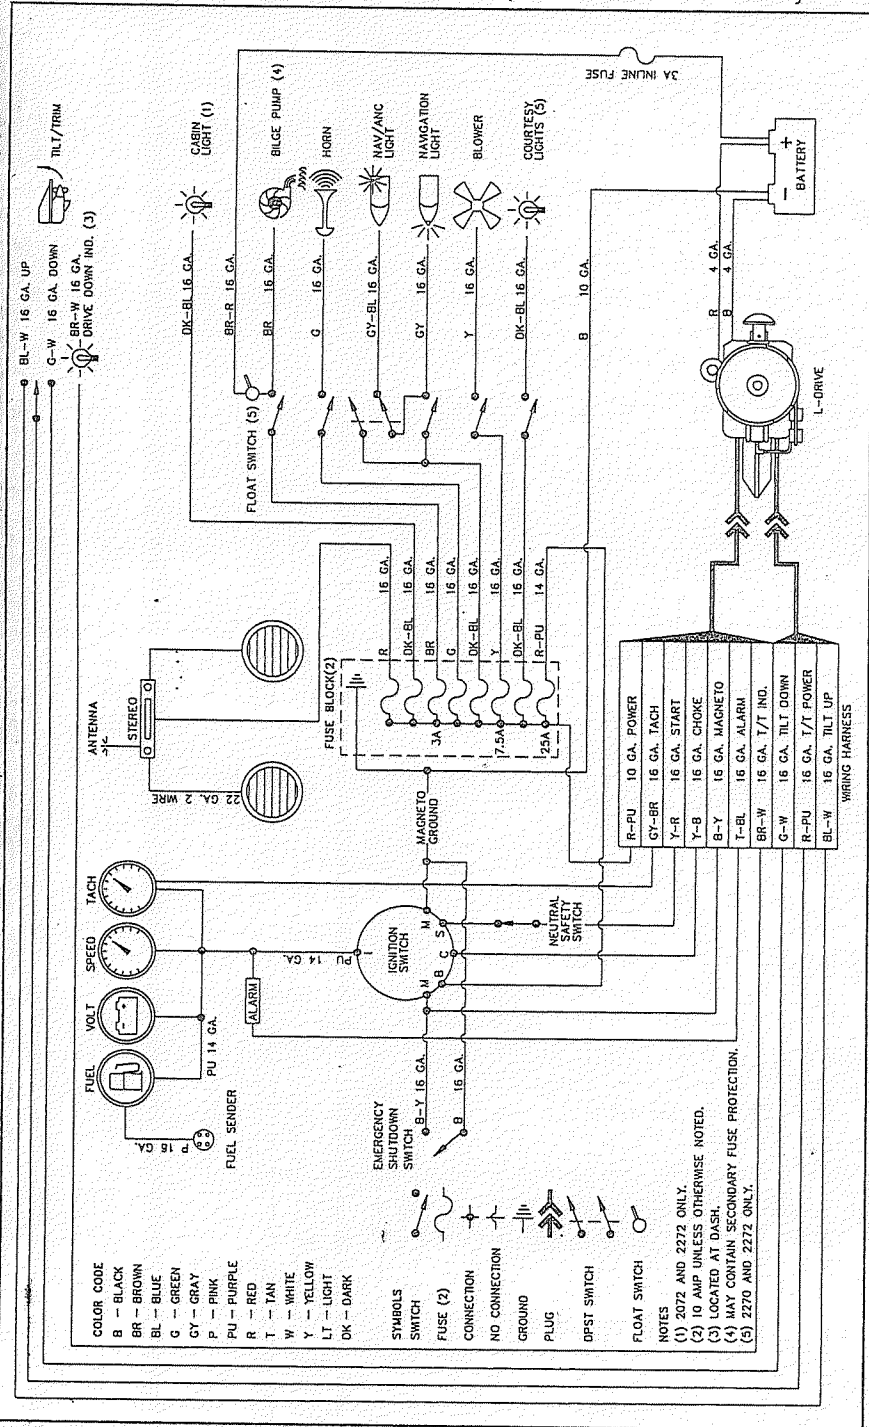 TILT/TRIM
BL-W 16 GA. UP
G-W 16 GA. DOWN
BR-W 16 GA.
DRIVE DOWN IND. (3)
CABIN
LIGHT (1)
BILGE PUMP (4)
HORN
NAV/ANC
LIGHT
NAVIGATION
LIGHT
BLOWER
COURTESY
LIGHTS (5)
3A INLINE FUSE
+
-
BATTERY
DK-BL 16 GA.
BR-R 16 GA.
BR 16 GA.
G 16 GA.
GY-BL 16 GA.
GY 16 GA.
Y 16 GA.
DK-BL 16 GA.
B 10 GA.
R 4 GA.
B 4 GA.
FLOAT SWITCH (5)
L-DRIVE
ANTENNA
STEREO
22 GA. 2 WIRE
FUSE BLOCK(2)
R 16 GA.
DK-BL 16 GA.
BR 16 GA.
G 16 GA.
DK-BL 16 GA.
Y 16 GA.
DK-BL 16 GA.
R-PU 14 GA.
3A
7.5A
25A
MAGNETO
GROUND
TACH
SPEED
VOLT
FUEL
PU 14 GA.
P 16 GA.
FUEL SENDER
ALARM
PU 14 GA.
IGNITION
SWITCH
I
M
S
C
B
M
NEUTRAL
SAFETY
SWITCH
EMERGENCY
SHUTDOWN
SWITCH
B-Y 16 GA.
B 16 GA.
R-PU 10 GA. POWER
GY-BR 16 GA. TACH
Y-R 16 GA. START
Y-B 16 GA. CHOKE
B-Y 16 GA. MAGNETO
T-BL 16 GA. ALARM
BR-W 16 GA. T/T IND.
G-W 16 GA. TILT DOWN
R-PU 16 GA. T/T POWER
BL-W 16 GA. TILT UP
WIRING HARNESS
COLOR CODE
B - BLACK
BR - BROWN
BL - BLUE
G - GREEN
GY - GRAY
P - PINK
PU - PURPLE
R - RED
T - TAN
W - WHITE
Y - YELLOW
LT - LIGHT
DK - DARK
SYMBOLS
SWITCH
FUSE (2)
CONNECTION
NO CONNECTION
GROUND
PLUG
DPST SWITCH
FLOAT SWITCH
NOTES
(1) 2072 AND 2272 ONLY.
(2) 10 AMP UNLESS OTHERWISE NOTED.
(3) LOCATED AT DASH.
(4) MAY CONTAIN SECONDARY FUSE PROTECTION.
(5) 2270 AND 2272 ONLY.